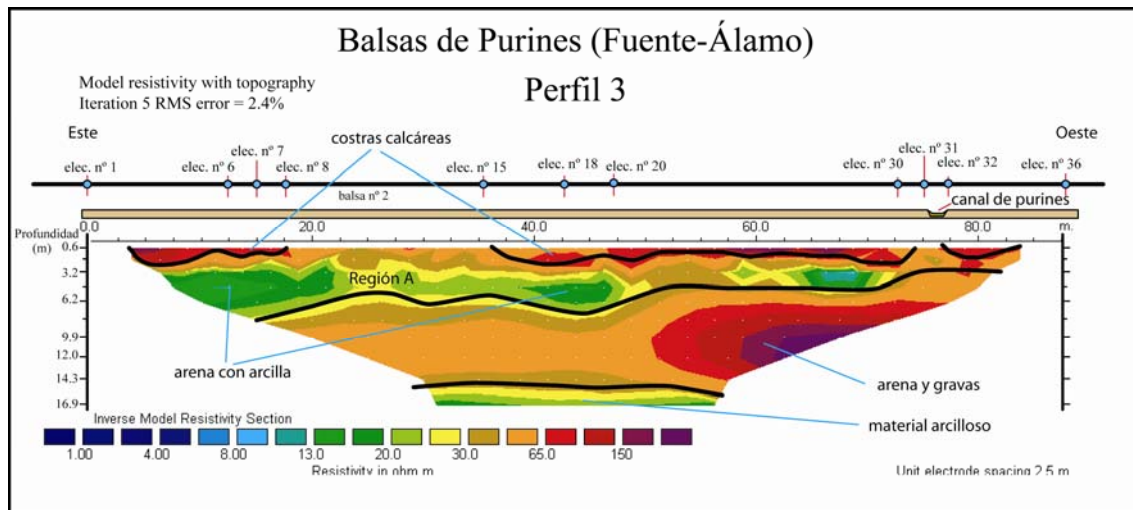 Balsas de Purines (Fuente-Álamo)
Perfil 3
Model resistivity with topography
Iteration 5 RMS error = 2.4%
Este
Oeste
costras calcáreas
elec. nº 1
elec. nº 6
elec. nº 7
elec. nº 8
elec. nº 15
elec. nº 18
elec. nº 20
elec. nº 30
elec. nº 31
elec. nº 32
elec. nº 36
balsa nº 2
canal de purines
Profundidad
(m)
0.0 20.0 40.0 60.0 80.0 m.
0.6
3.2
6.2
9.9
12.0
14.3
16.9
Región A
arena con arcilla
arena y gravas
material arcilloso
Inverse Model Resistivity Section
1.00 4.00 8.00 13.0 20.0 30.0 65.0 150
Resistivity in ohm m
Unit electrode spacing 2.5 m